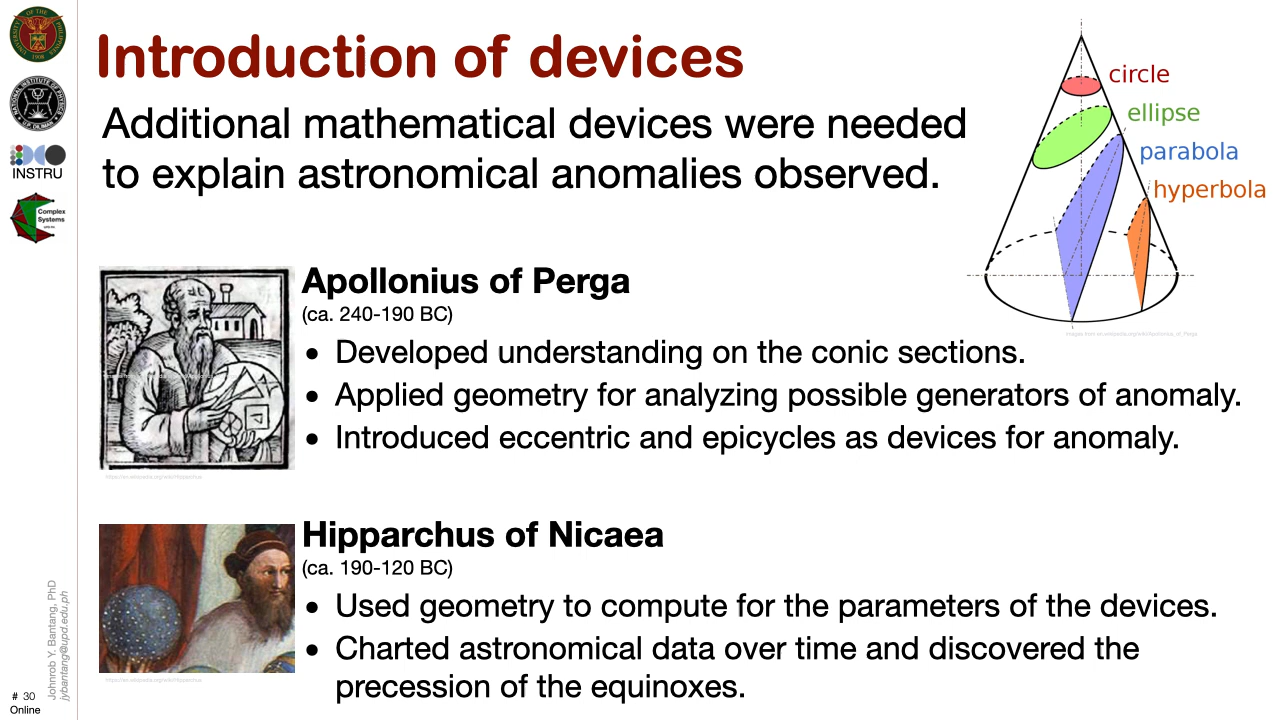 Introduction of devices
Additional mathematical devices were needed
to explain astronomical anomalies observed.
circle
ellipse
parabola
hyperbola
Apollonius of Perga
(ca. 240-190 BC)
• Developed understanding on the conic sections.
• Applied geometry for analyzing possible generators of anomaly.
• Introduced eccentric and epicycles as devices for anomaly.
Hipparchus of Nicaea
(ca. 190-120 BC)
• Used geometry to compute for the parameters of the devices.
• Charted astronomical data over time and discovered the
precession of the equinoxes.
INSTRU
Complex
Systems
Johnrob Y. Bantang, PhD
jybantang@upd.edu.ph
# 30
Online